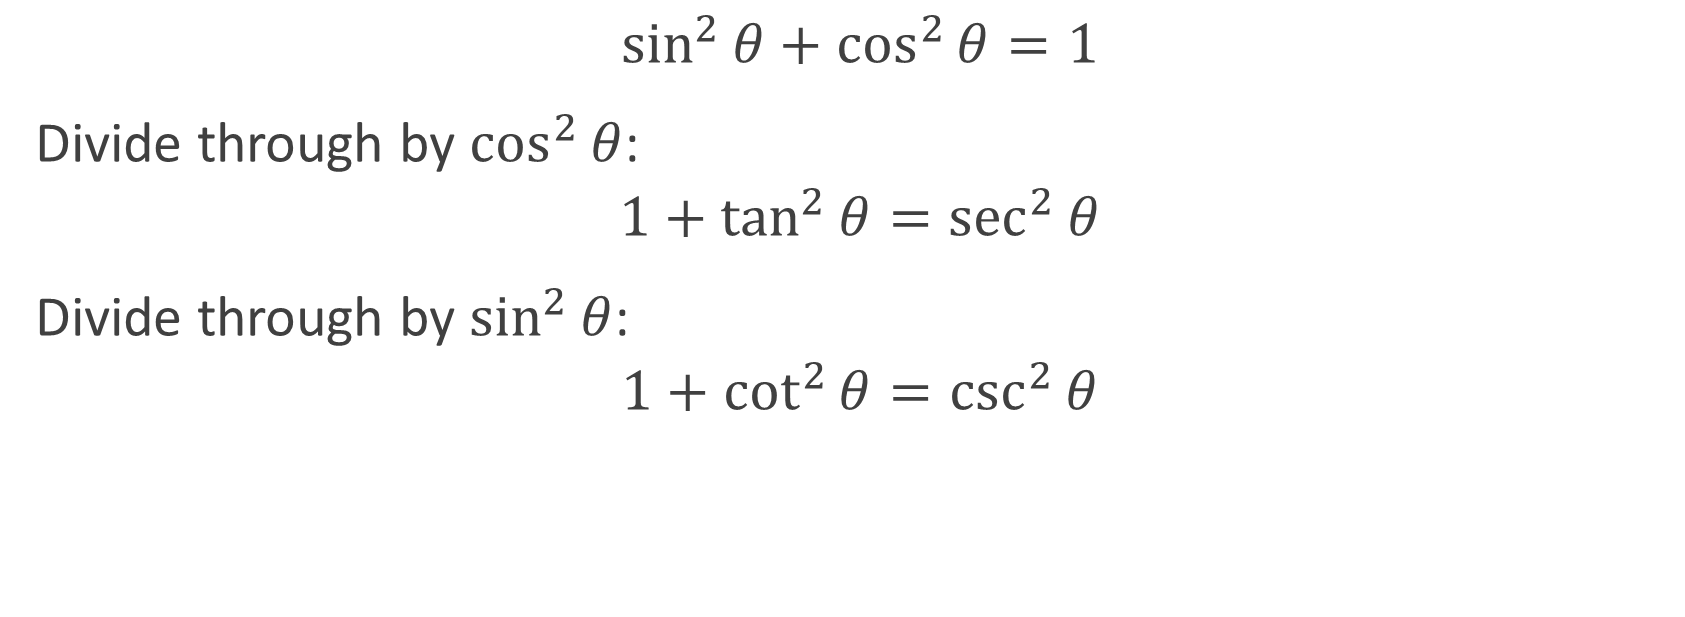 sin² θ + cos² θ = 1
Divide through by cos² θ:
1 + tan² θ = sec² θ
Divide through by sin² θ:
1 + cot² θ = csc² θ